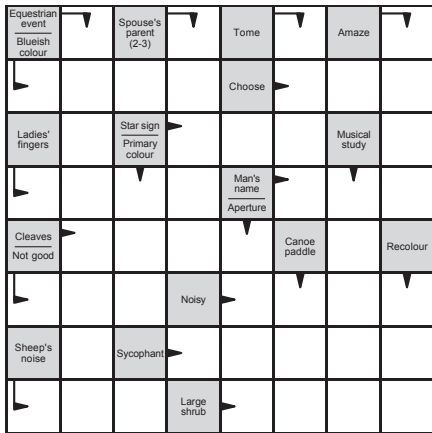 Equestrian
event
Blueish
colour
Spouse's
parent
(2-3)
Tome
Amaze
Choose
Ladies'
fingers
Star sign
Primary
colour
Musical
study
Man's
name
Aperture
Cleaves
Not good
Canoe
paddle
Recolour
Noisy
Sheep's
noise
Sycophant
Large
shrub